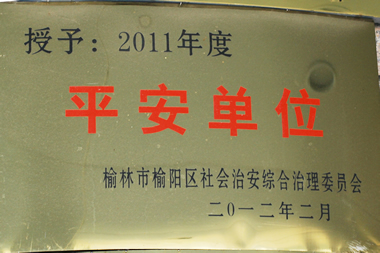 授予：2011年度
平安单位
榆林市榆阳区社会治安综合治理委员会
二〇一二年二月